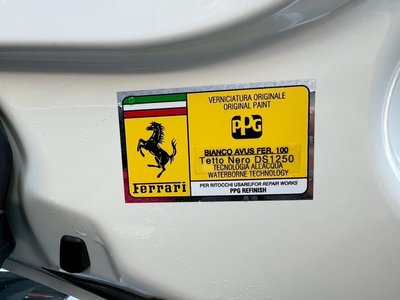 VERNICIATURA ORIGINALE
ORIGINAL PAINT
PPG
BIANCO AVUS FER. 100
Tetto Nero DS1250
TECNOLOGIA ALL'ACQUA
WATERBORNE TECHNOLOGY
Ferrari
PER RITOCCHI USARE/FOR REPAIR WORKS
PPG REFINISH